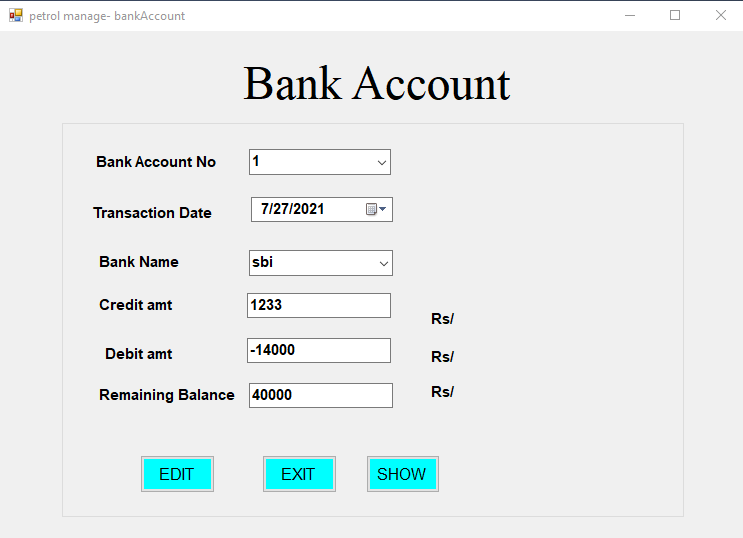 petrol manage- bankAccount
Bank Account
Bank Account No 1
Transaction Date 7/27/2021
Bank Name sbi
Credit amt 1233
Rs/
Debit amt -14000 Rs/
Remaining Balance 40000 Rs/
EDIT EXIT SHOW